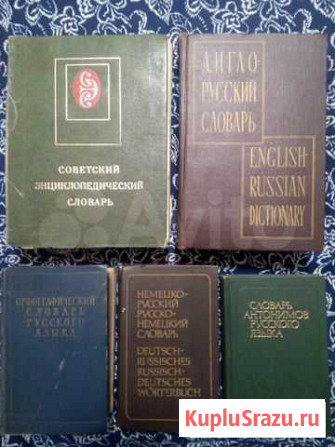 СОВЕТСКИЙ
ЭНЦИКЛОПЕДИЧЕСКИЙ
СЛОВАРЬ
АНГЛО
РУССКИЙ
СЛОВАРЬ
ENGLISH
RUSSIAN
DICTIONARY
ОРФОГРАФИЧЕСКИЙ
СЛОВАРЬ
РУССКОГО
ЯЗЫКА
НЕМЕЦКО-
РУССКИЙ
РУССКО-
НЕМЕЦКИЙ
СЛОВАРЬ
DEUTSCH-
RUSSISCHES
RUSSISCH-
DEUTSCHES
WÖRTERBUCH
СЛОВАРЬ
АНТОНИМОВ
РУССКОГО
ЯЗЫКА
Avito
KupluSrazu.ru